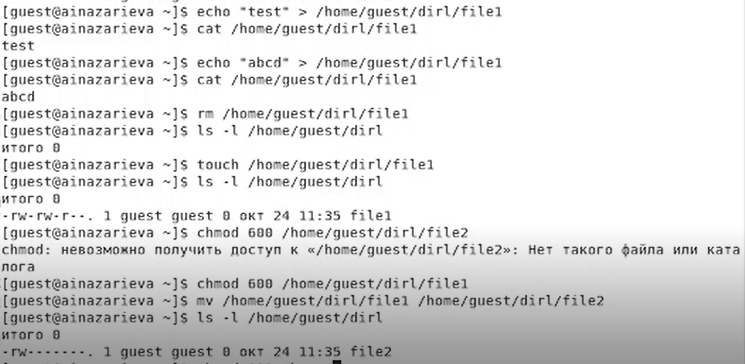 [guest@ainazarieva ~]$ echo "test" > /home/guest/dirl/file1
[guest@ainazarieva ~]$ cat /home/guest/dirl/file1
test
[guest@ainazarieva ~]$ echo "abcd" > /home/guest/dirl/file1
[guest@ainazarieva ~]$ cat /home/guest/dirl/file1
abcd
[guest@ainazarieva ~]$ rm /home/guest/dirl/file1
[guest@ainazarieva ~]$ ls -l /home/guest/dirl
итого 0
[guest@ainazarieva ~]$ touch /home/guest/dirl/file1
[guest@ainazarieva ~]$ ls -l /home/guest/dirl
итого 0
-rw-rw-r--. 1 guest guest 0 окт 24 11:35 file1
[guest@ainazarieva ~]$ chmod 600 /home/guest/dirl/file2
chmod: невозможно получить доступ к «/home/guest/dirl/file2»: Нет такого файла или ката
лога
[guest@ainazarieva ~]$ chmod 600 /home/guest/dirl/file1
[guest@ainazarieva ~]$ mv /home/guest/dirl/file1 /home/guest/dirl/file2
[guest@ainazarieva ~]$ ls -l /home/guest/dirl
итого 0
-rw-------. 1 guest guest 0 окт 24 11:35 file2